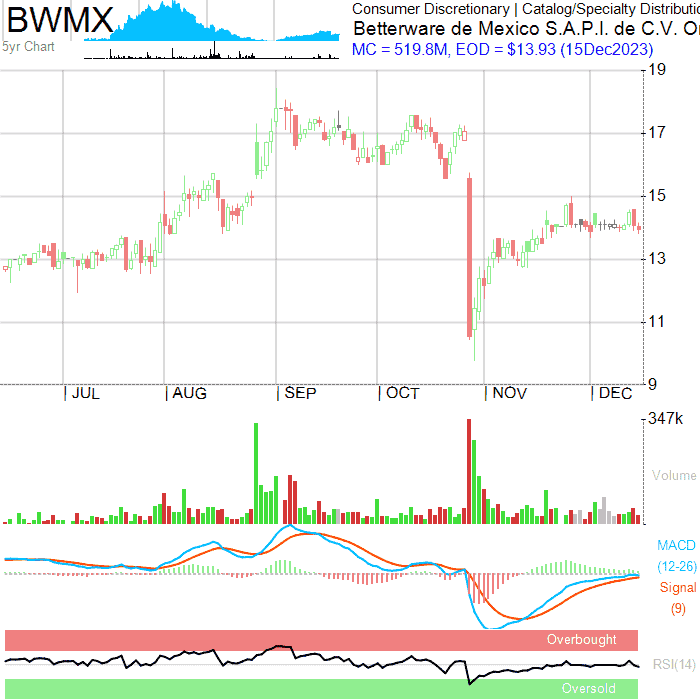 BWMX
5yr Chart
Consumer Discretionary | Catalog/Specialty Distributio
Betterware de Mexico S.A.P.I. de C.V. Or
MC = 519.8M, EOD = $13.93 (15Dec2023)
19
17
15
13
11
9
JUL
AUG
SEP
OCT
NOV
DEC
347k
Volume
MACD
(12-26)
Signal
(9)
Overbought
RSI(14)
Oversold